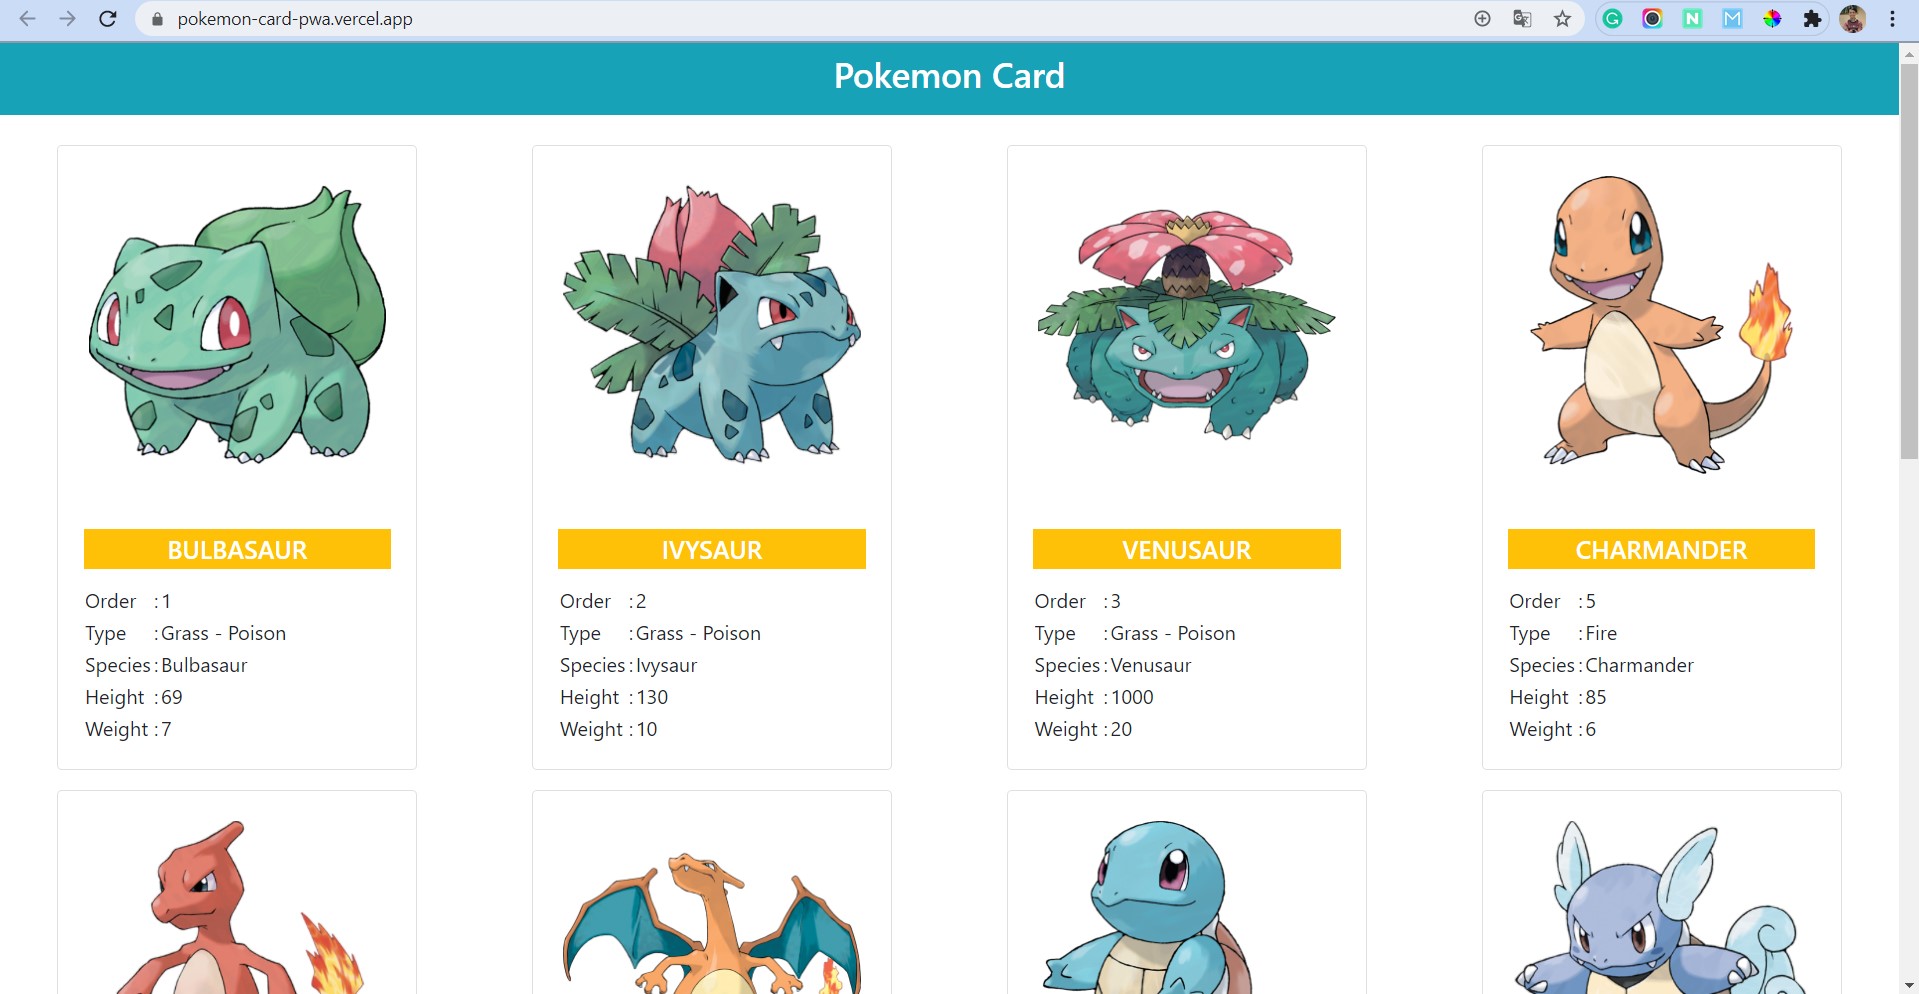 pokemon-card-pwa.vercel.app
Pokemon Card
BULBASAUR
Order : 1
Type : Grass - Poison
Species : Bulbasaur
Height : 69
Weight : 7
IVYSAUR
Order : 2
Type : Grass - Poison
Species : Ivysaur
Height : 130
Weight : 10
VENUSAUR
Order : 3
Type : Grass - Poison
Species : Venusaur
Height : 1000
Weight : 20
CHARMANDER
Order : 5
Type : Fire
Species : Charmander
Height : 85
Weight : 6